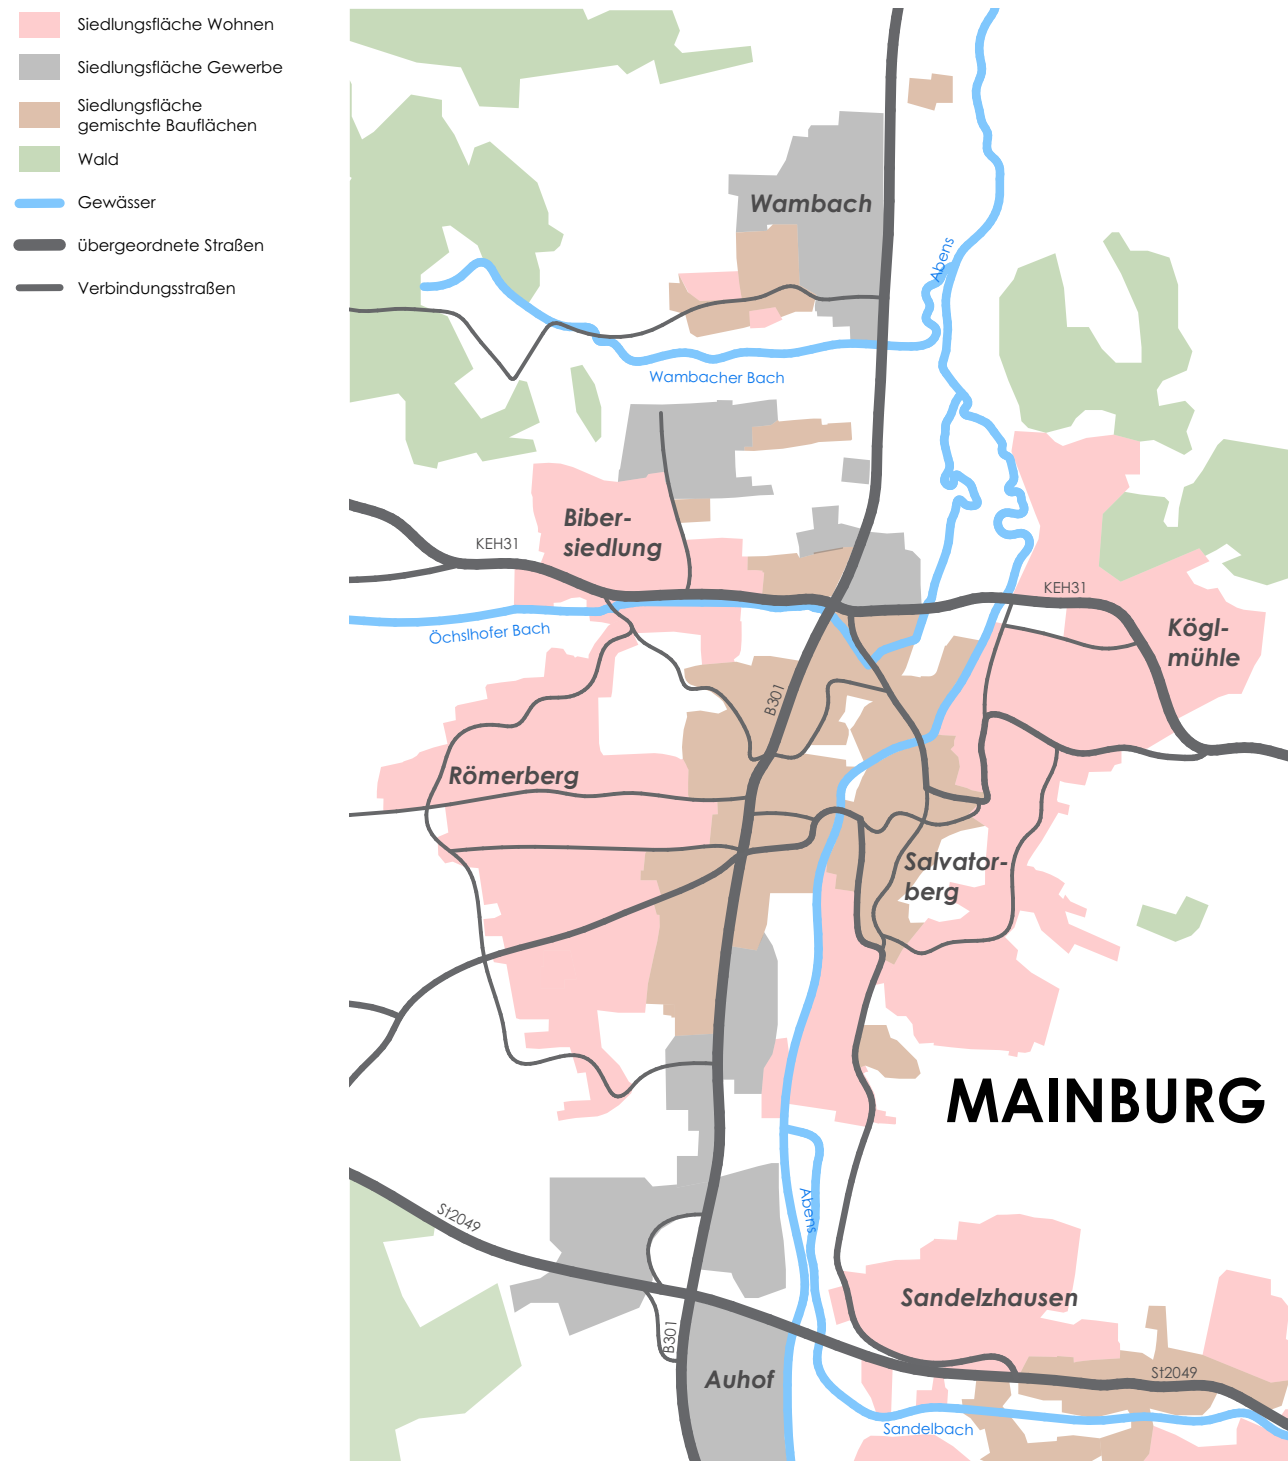 Siedlungsfläche Wohnen
Siedlungsfläche Gewerbe
Siedlungsfläche
gemischte Bauflächen
Wald
Gewässer
übergeordnete Straßen
Verbindungsstraßen
Wambach
Abens
Wambacher Bach
Biber-
siedlung
KEH31
KEH31
Öchslhofer Bach
Kögl-
mühle
B301
Römerberg
Salvator-
berg
MAINBURG
Abens
St2049
Sandelzhausen
B301
Auhof
St2049
Sandelbach